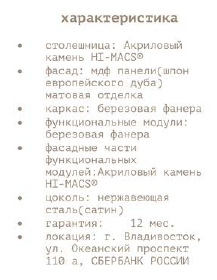 характеристика
• столешница: Акриловый
камень HI-MACS®
• фасад: мдф панели(шпон
европейского дуба)
матовая отделка
• каркас: березовая фанера
• функциональные модули:
березовая фанера
• фасадные части
функциональных
модулей:Акриловый камень
HI-MACS®
• цоколь: нержавеющая
сталь(сатин)
• гарантия: 12 мес.
• локация: г. Владивосток,
ул. Океанский проспект
110 а, СБЕРБАНК РОССИИ